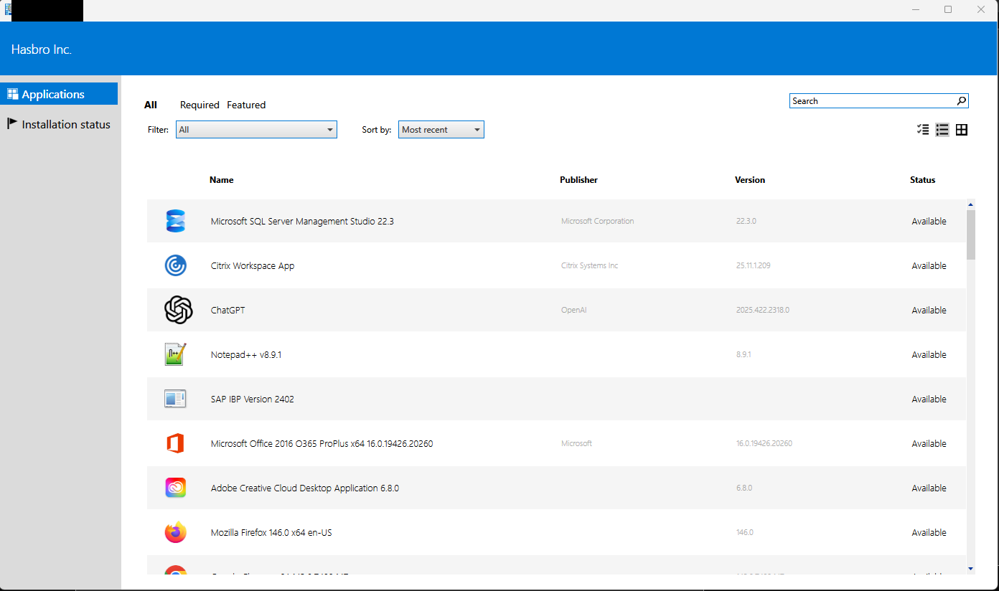 Hasbro Inc.
Applications
Installation status
All Required Featured
Search
Filter: All Sort by: Most recent
Name Publisher Version Status
Microsoft SQL Server Management Studio 22.3 Microsoft Corporation 22.3.0 Available
Citrix Workspace App Citrix Systems Inc 25.11.1.209 Available
ChatGPT OpenAI 2025.422.2318.0 Available
Notepad++ v8.9.1 8.9.1 Available
SAP IBP Version 2402 Available
Microsoft Office 2016 O365 ProPlus x64 16.0.19426.20260 Microsoft 16.0.19426.20260 Available
Adobe Creative Cloud Desktop Application 6.8.0 6.8.0 Available
Mozilla Firefox 146.0 x64 en-US 146.0 Available